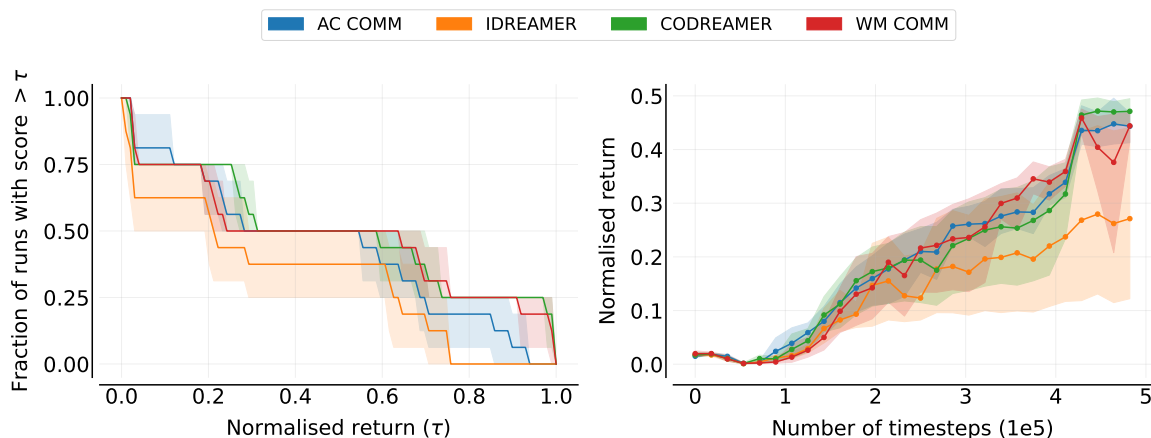 AC COMM IDREAMER CODREAMER WM COMM
Fraction of runs with score > τ
1.00
0.75
0.50
0.25
0.00
0.0 0.2 0.4 0.6 0.8 1.0
Normalised return (τ)
Normalised return
0.5
0.4
0.3
0.2
0.1
0.0
0 1 2 3 4 5
Number of timesteps (1e5)